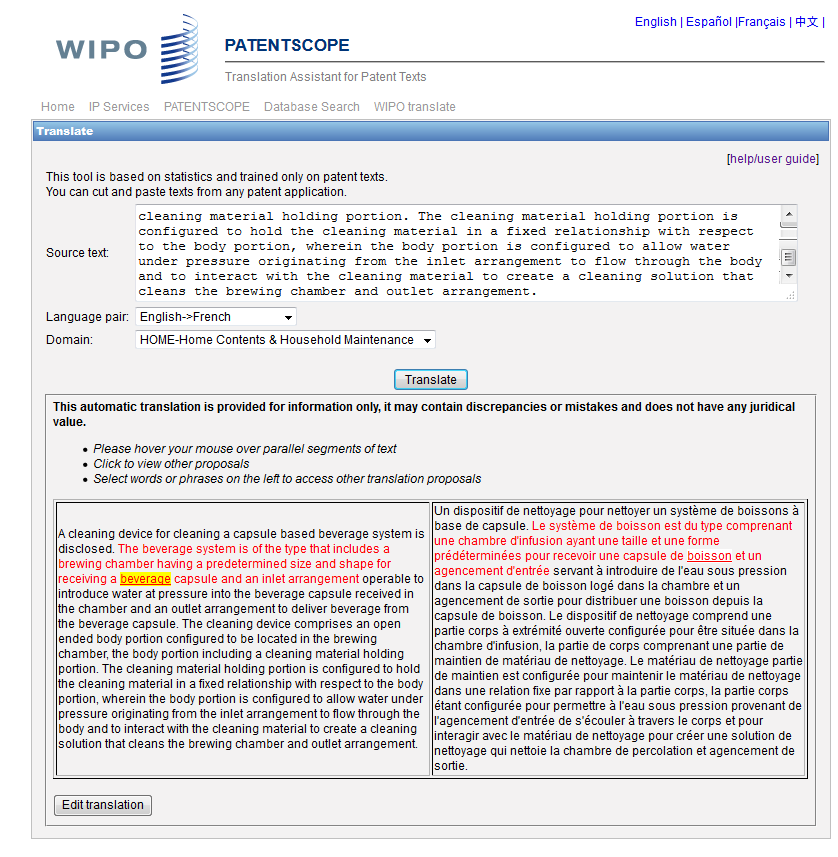 English | Español |Français | 中文 |
WIPO
PATENTSCOPE
Translation Assistant for Patent Texts
Home IP Services PATENTSCOPE Database Search WIPO translate
Translate
[help/user guide]
This tool is based on statistics and trained only on patent texts.
You can cut and paste texts from any patent application.
Source text:
cleaning material holding portion. The cleaning material holding portion is
configured to hold the cleaning material in a fixed relationship with respect
to the body portion, wherein the body portion is configured to allow water
under pressure originating from the inlet arrangement to flow through the body
and to interact with the cleaning material to create a cleaning solution that
cleans the brewing chamber and outlet arrangement.
Language pair: English->French
Domain: HOME-Home Contents & Household Maintenance
Translate
This automatic translation is provided for information only, it may contain discrepancies or mistakes and does not have any juridical
value.
• Please hover your mouse over parallel segments of text
• Click to view other proposals
• Select words or phrases on the left to access other translation proposals
A cleaning device for cleaning a capsule based beverage system is
disclosed. The beverage system is of the type that includes a
brewing chamber having a predetermined size and shape for
receiving a beverage capsule and an inlet arrangement operable to
introduce water at pressure into the beverage capsule received in
the chamber and an outlet arrangement to deliver beverage from
the beverage capsule. The cleaning device comprises an open
ended body portion configured to be located in the brewing
chamber, the body portion including a cleaning material holding
portion. The cleaning material holding portion is configured to hold
the cleaning material in a fixed relationship with respect to the body
portion, wherein the body portion is configured to allow water under
pressure originating from the inlet arrangement to flow through the
body and to interact with the cleaning material to create a cleaning
solution that cleans the brewing chamber and outlet arrangement.
Un dispositif de nettoyage pour nettoyer un système de boissons à
base de capsule. Le système de boisson est du type comprenant
une chambre d'infusion ayant une taille et une forme
prédéterminées pour recevoir une capsule de boisson et un
agencement d'entrée servant à introduire de l'eau sous pression
dans la capsule de boisson logé dans la chambre et un
agencement de sortie pour distribuer une boisson depuis la
capsule de boisson. Le dispositif de nettoyage comprend une
partie corps à extrémité ouverte configurée pour être située dans la
chambre d'infusion, la partie de corps comprenant une partie de
maintien de matériau de nettoyage. Le matériau de nettoyage partie
de maintien est configurée pour maintenir le matériau de nettoyage
dans une relation fixe par rapport à la partie corps, la partie corps
étant configurée pour permettre à l'eau sous pression provenant de
l'agencement d'entrée de s'écouler à travers le corps et pour
interagir avec le matériau de nettoyage pour créer une solution de
nettoyage qui nettoie la chambre de percolation et agencement de
sortie.
Edit translation